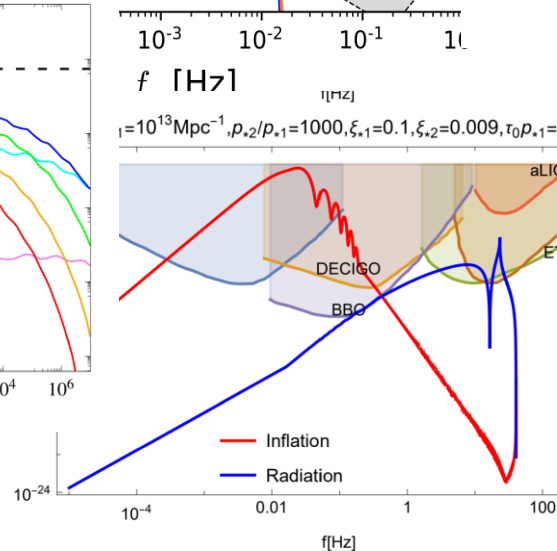 10⁻³ 10⁻² 10⁻¹
f [Hz]
f[Hz]
=10¹³Mpc⁻¹,p⋆2/p⋆1=1000,ξ⋆1=0.1,ξ⋆2=0.009,τ₀p⋆1=
aLIG
ET
DECIGO
BBO
10⁶
Inflation
Radiation
10⁻²⁴
10⁻⁴ 0.01 1 100
f[Hz]